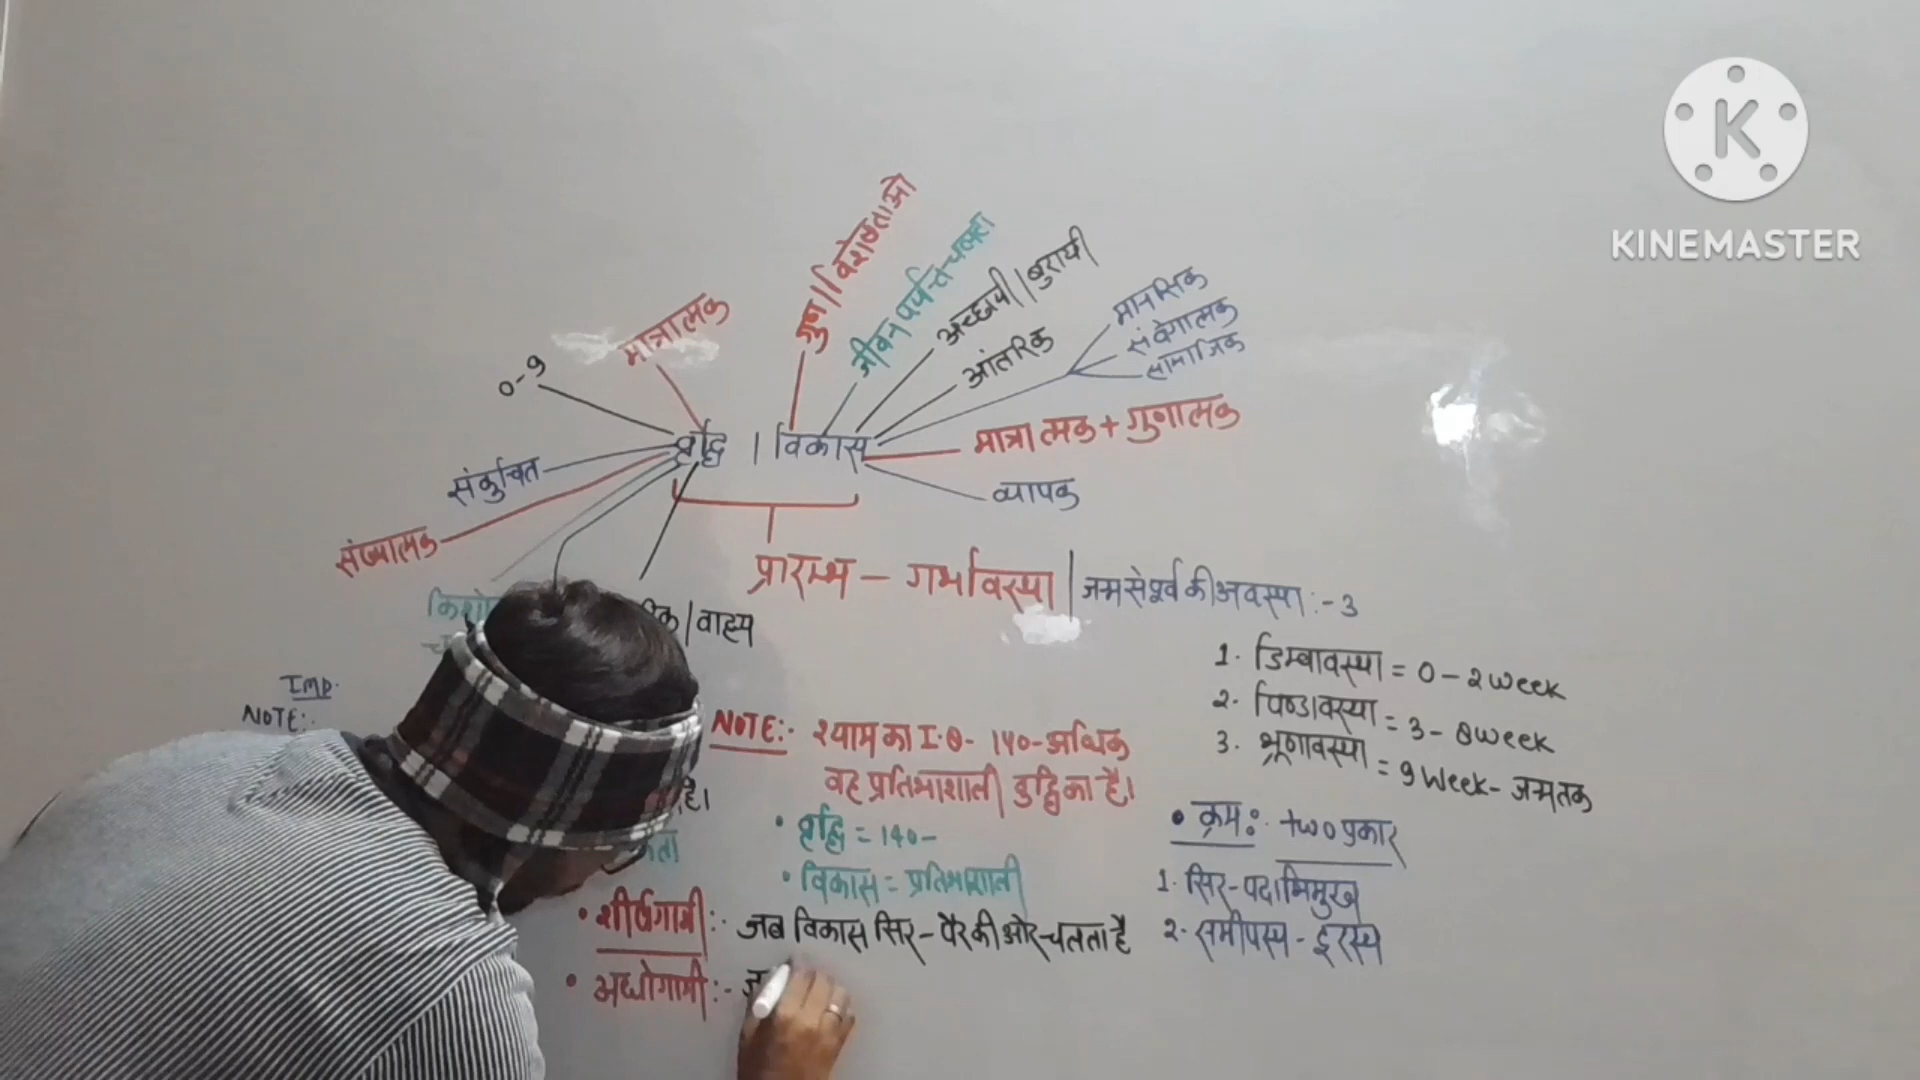 KINEMASTER
गुण/विशेषताओ
जीवन पर्यन्त चलता
अच्छायी/बुरायी
आंतरिक
मानसिक
संवेगात्मक
सामाजिक
मात्रात्मक
0-9
वृद्धि | विकास
मात्रात्मक + गुणात्मक
संकुचित
व्यापक
संख्यात्मक
प्रारम्भ - गर्भावस्था | जन्म से पूर्व की अवस्था :- 3
/वाह्य
1. डिम्बावस्था = 0-2 week
2. पिण्डावस्था = 3-8 week
3. भ्रूणावस्था = 9 week - जन्म तक
Imp.
NOTE:-
NOTE:- श्याम का I.Q - 140 - अधिक
वह प्रतिभाशाली बुद्धि का है।
है।
• वृद्धि = 140 -
• विकास = प्रतिभाशाली
• क्रम :- two प्रकार
1. सिर - पदाभिमुख
2. समीपस्थ - दूरस्थ
• शीर्षगामी :- जब विकास सिर - पैर की ओर चलता है
• अधोगामी :-